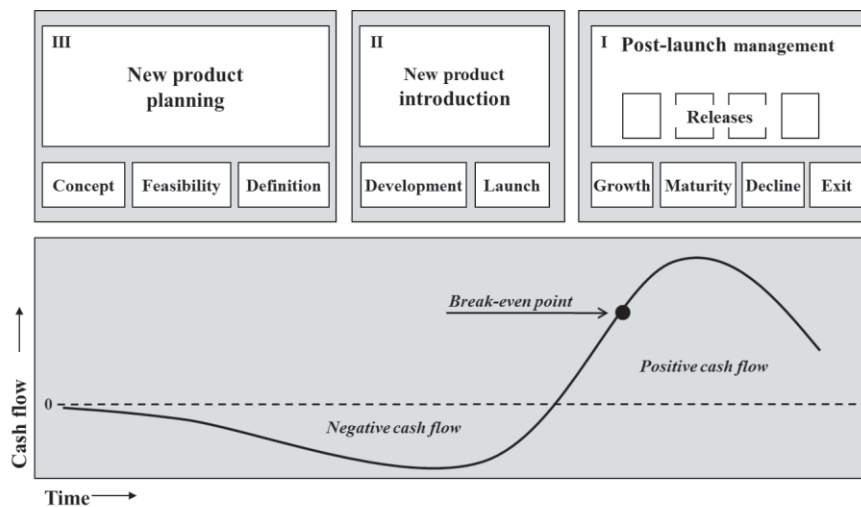 III
New product
planning
Concept
Feasibility
Definition
II
New product
introduction
Development
Launch
I
Post-launch management
Releases
Growth
Maturity
Decline
Exit
Break-even point
Positive cash flow
0
Negative cash flow
Cash flow
Time